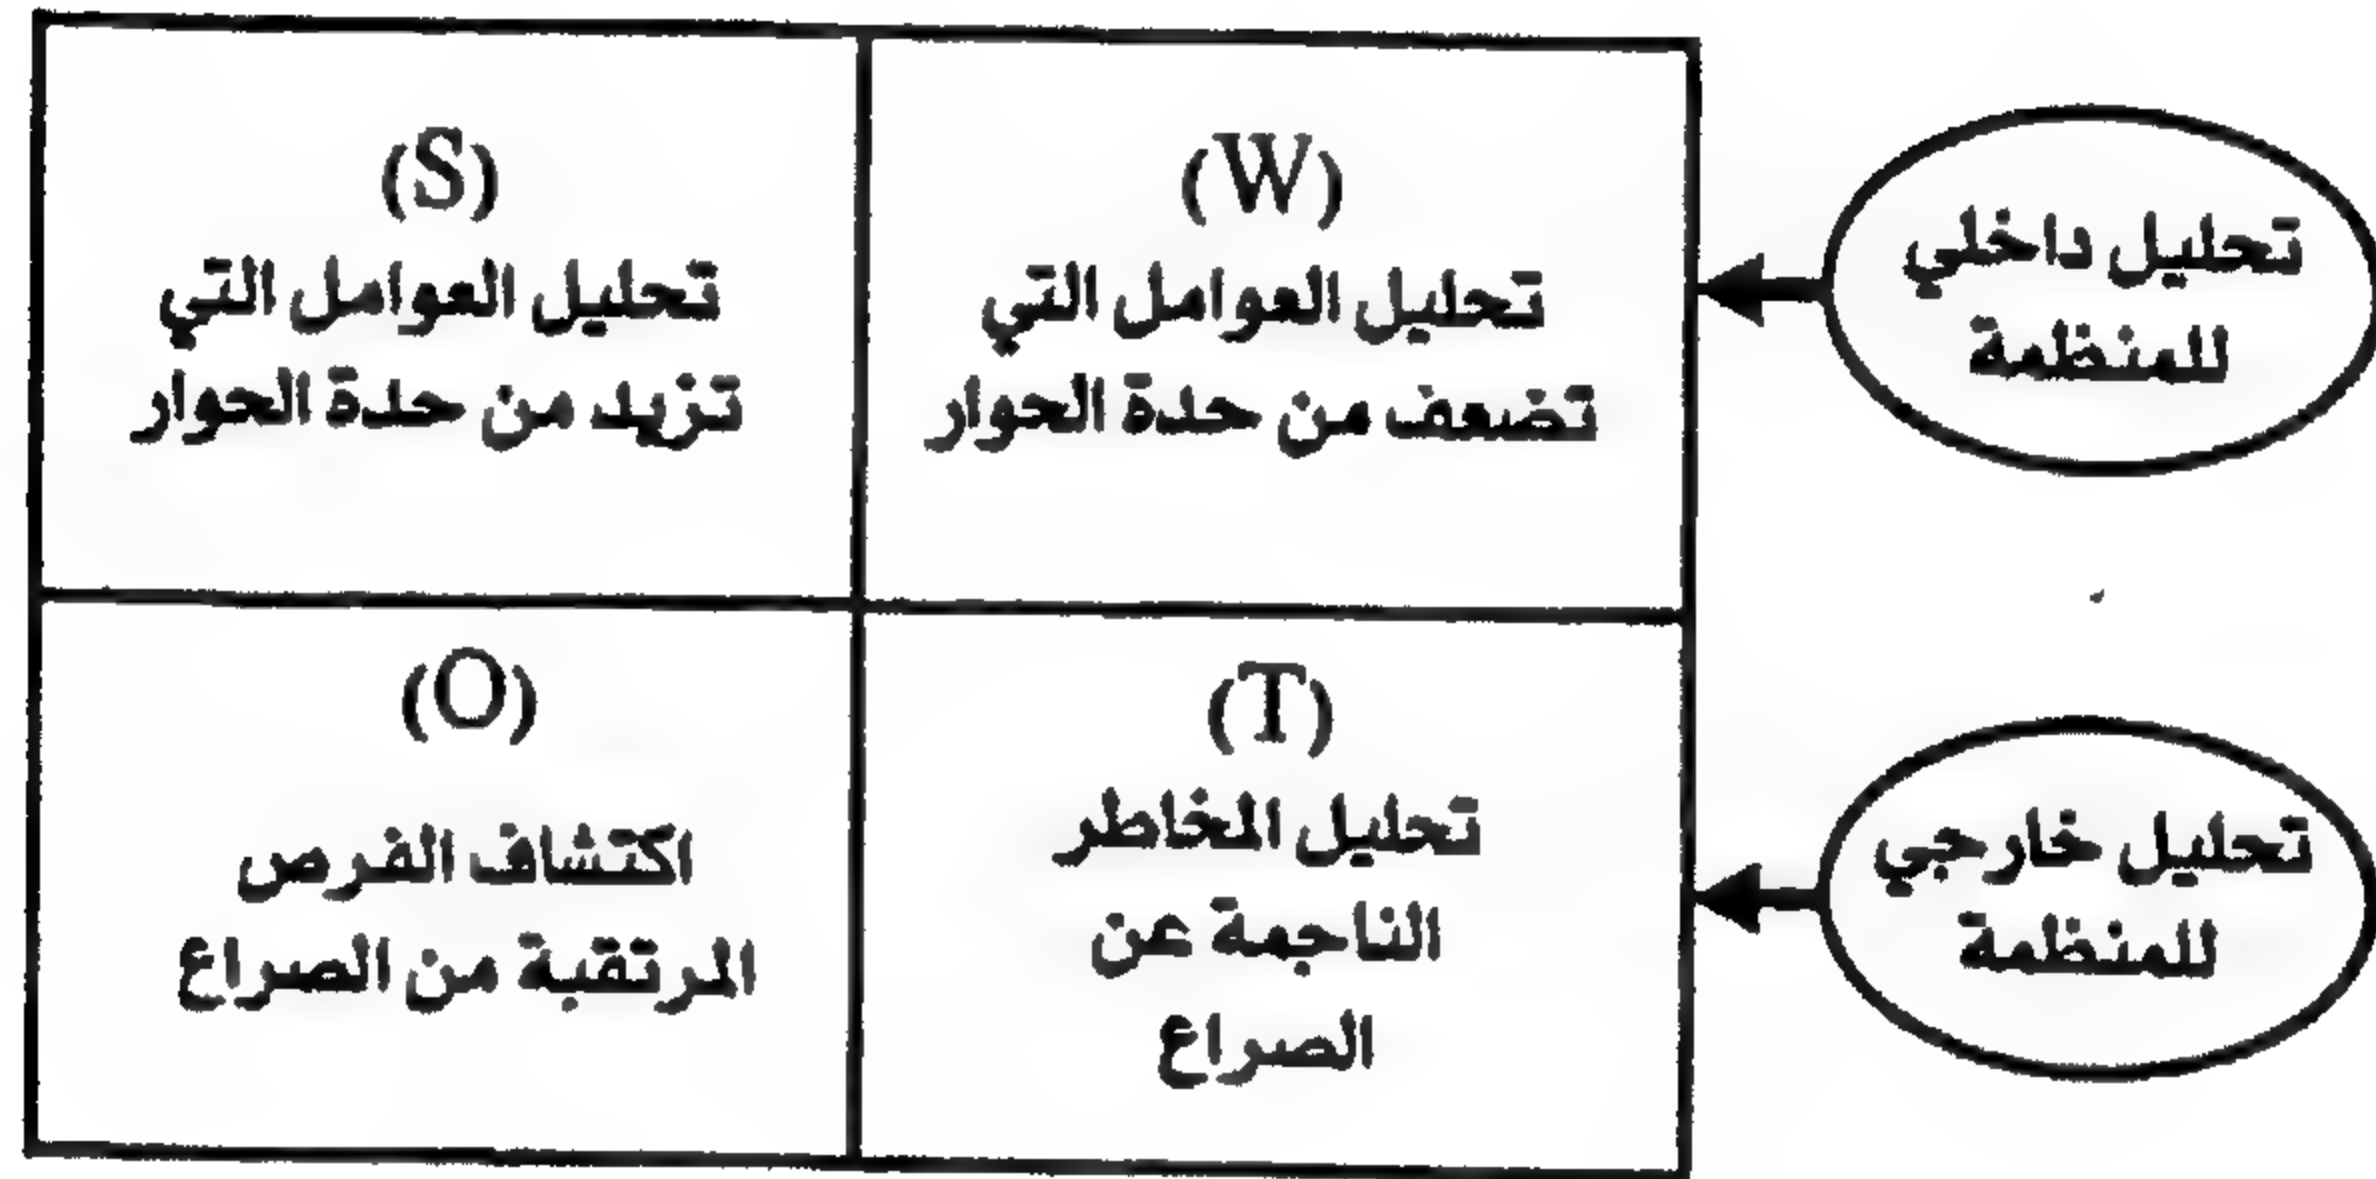 تحليل داخلي
للمنظمة
(W)
تحليل العوامل التي
تضعف من حدة الحوار
(S)
تحليل العوامل التي
تزيد من حدة الحوار
تحليل خارجي
للمنظمة
(T)
تحليل المخاطر
الناجمة عن
الصراع
(O)
اكتشاف الفرص
المرتقبة من الصراع